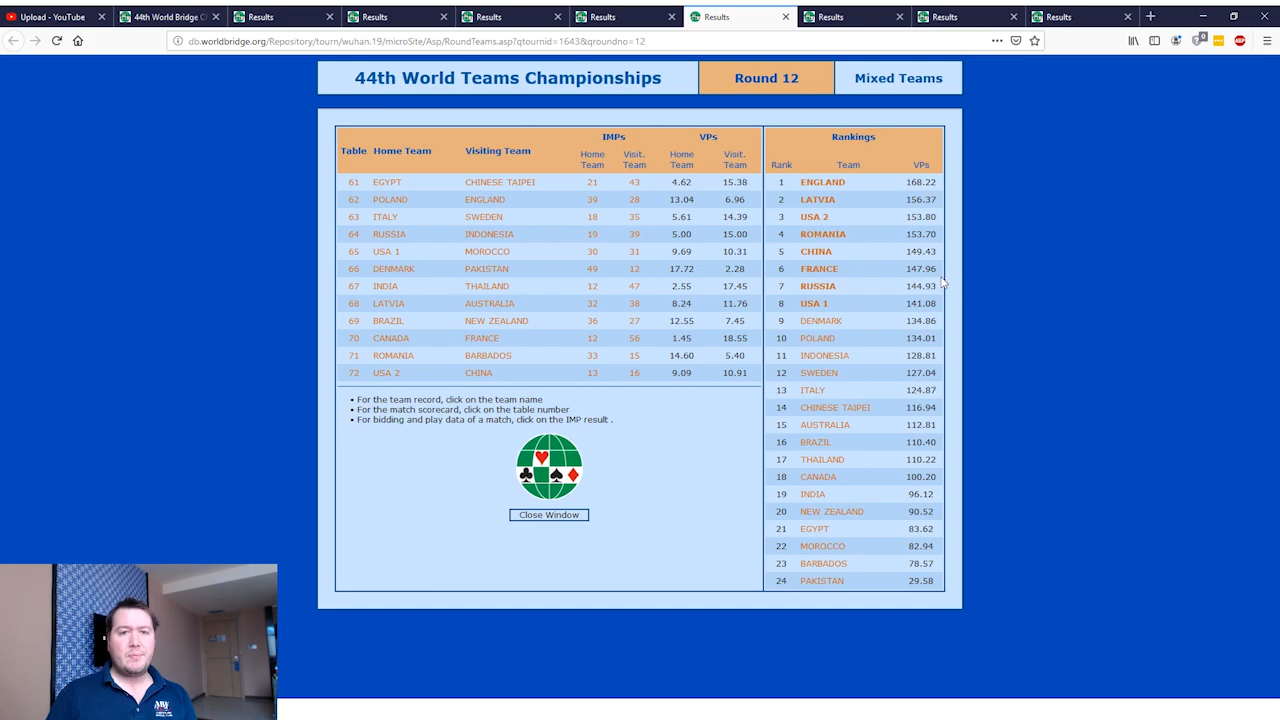 Upload - YouTube
44th World Bridge C
Results
Results
Results
Results
Results
Results
Results
Results
db.worldbridge.org/Repository/tourn/wuhan.19/microSite/Asp/RoundTeams.asp?qtournid=1643&qroundno=12
44th World Teams Championships Round 12 Mixed Teams
IMPs VPs
Table Home Team Visiting Team Home Team Visit. Team Home Team Visit. Team
61 EGYPT CHINESE TAIPEI 21 43 4.62 15.38
62 POLAND ENGLAND 39 28 13.04 6.96
63 ITALY SWEDEN 18 35 5.61 14.39
64 RUSSIA INDONESIA 19 39 5.00 15.00
65 USA 1 MOROCCO 30 31 9.69 10.31
66 DENMARK PAKISTAN 49 12 17.72 2.28
67 INDIA THAILAND 12 47 2.55 17.45
68 LATVIA AUSTRALIA 32 38 8.24 11.76
69 BRAZIL NEW ZEALAND 36 27 12.55 7.45
70 CANADA FRANCE 12 56 1.45 18.55
71 ROMANIA BARBADOS 33 15 14.60 5.40
72 USA 2 CHINA 13 16 9.09 10.91
• For the team record, click on the team name
• For the match scorecard, click on the table number
• For bidding and play data of a match, click on the IMP result .
Close Window
Rankings
Rank Team VPs
1 ENGLAND 168.22
2 LATVIA 156.37
3 USA 2 153.80
4 ROMANIA 153.70
5 CHINA 149.43
6 FRANCE 147.96
7 RUSSIA 144.93
8 USA 1 141.08
9 DENMARK 134.86
10 POLAND 134.01
11 INDONESIA 128.81
12 SWEDEN 127.04
13 ITALY 124.87
14 CHINESE TAIPEI 116.94
15 AUSTRALIA 112.81
16 BRAZIL 110.40
17 THAILAND 110.22
18 CANADA 100.20
19 INDIA 96.12
20 NEW ZEALAND 90.52
21 EGYPT 83.62
22 MOROCCO 82.94
23 BARBADOS 78.57
24 PAKISTAN 29.58